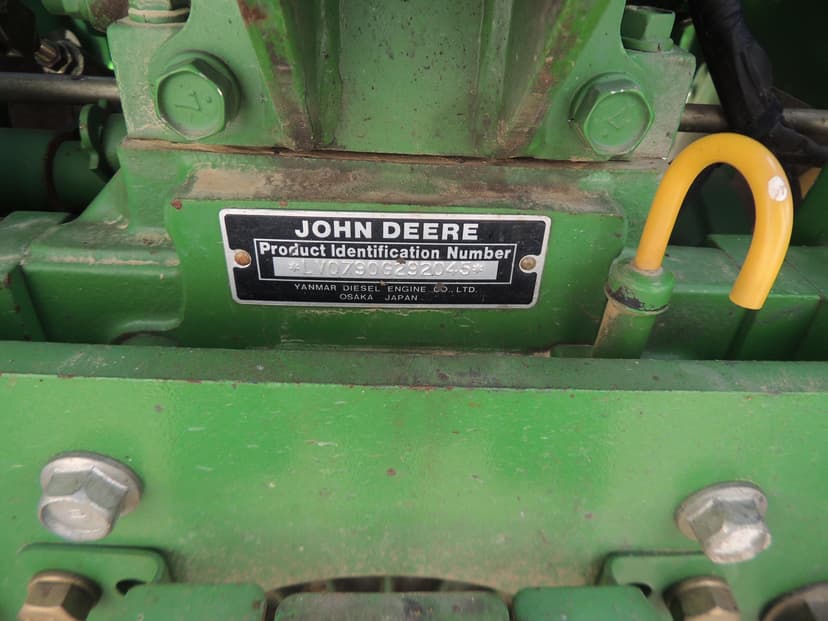 JOHN DEERE
Product Identification Number
*LV0790G292045*
YANMAR DIESEL ENGINE CO., LTD.
OSAKA JAPAN